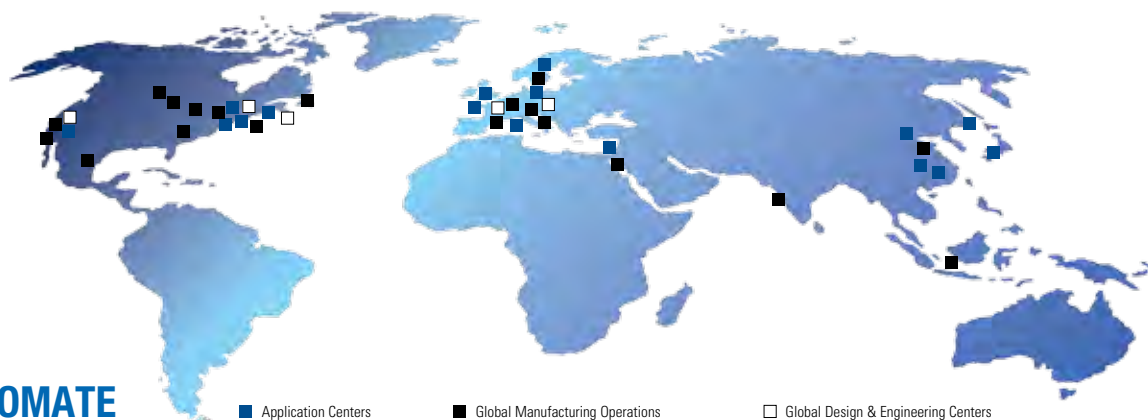 OMATE
Application Centers
Global Manufacturing Operations
Global Design & Engineering Centers